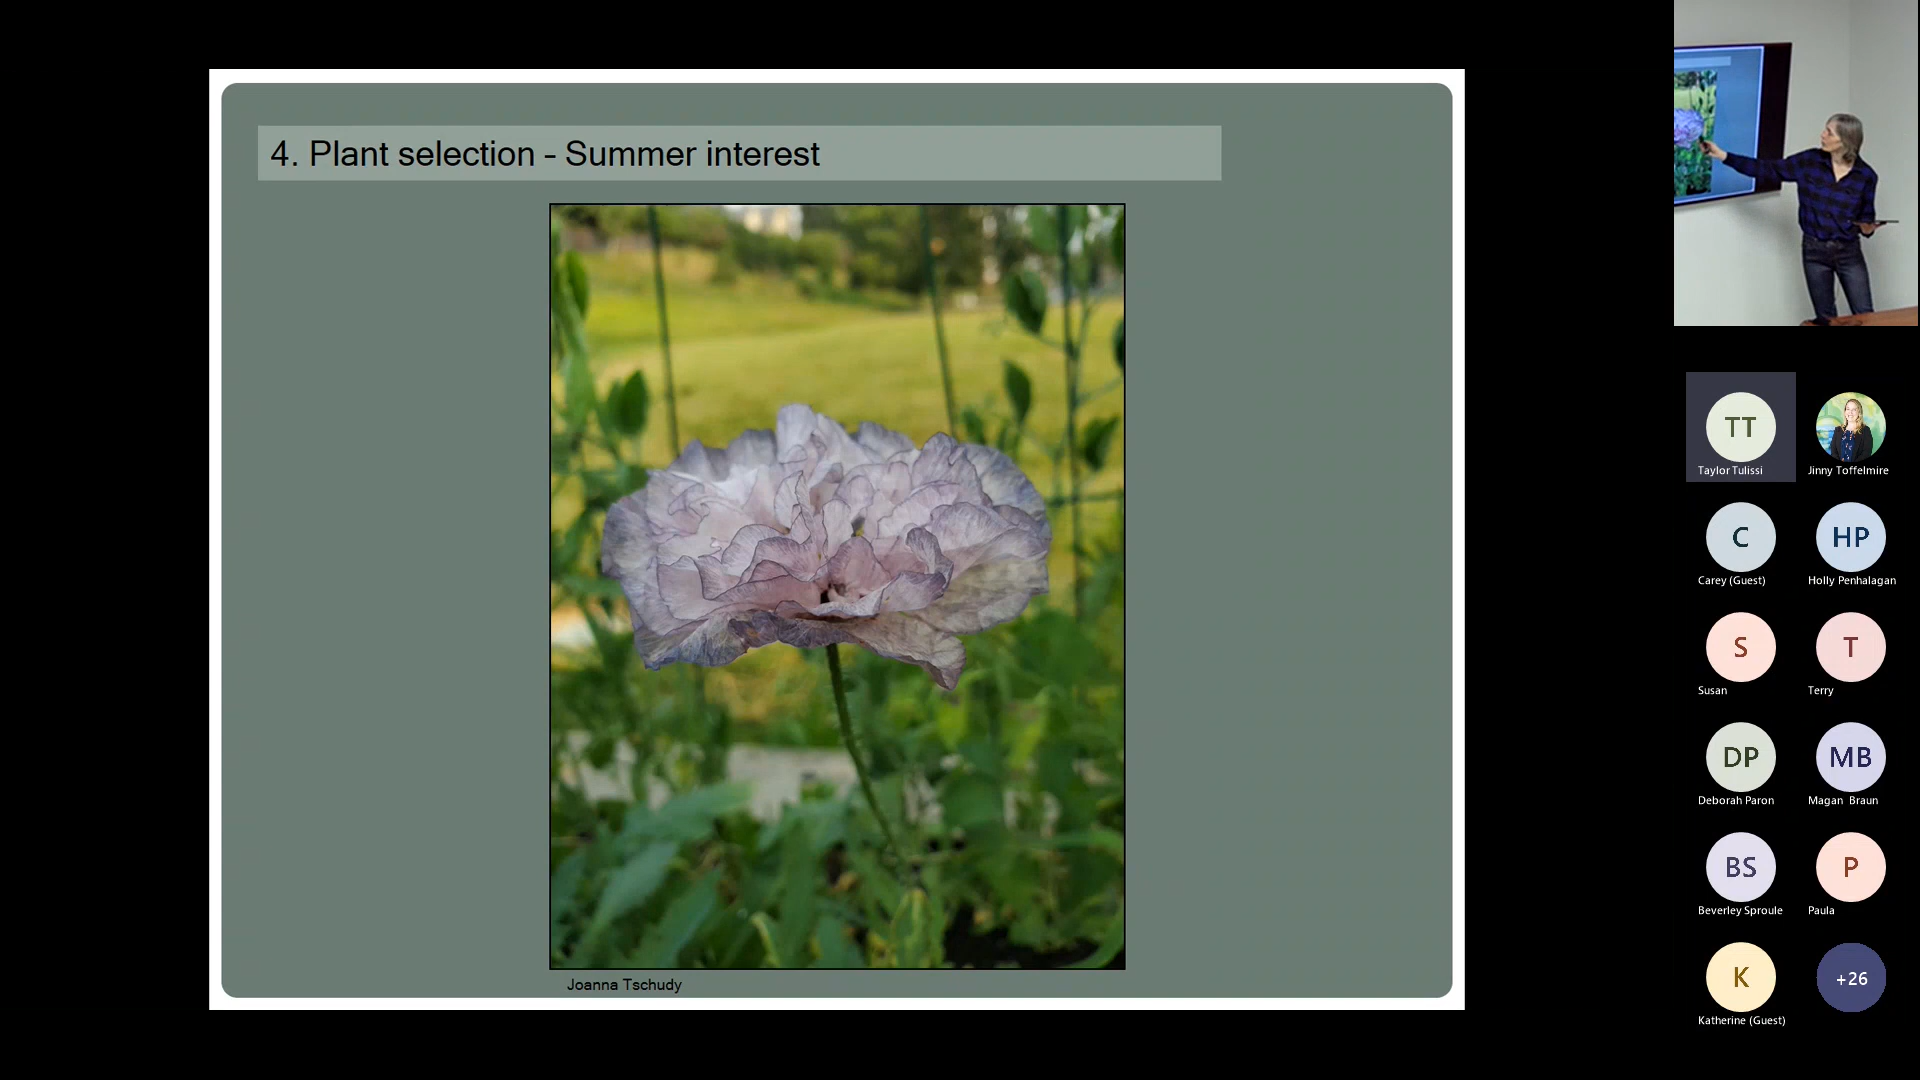 4. Plant selection – Summer interest
Joanna Tschudy
TT
Taylor Tulissi
Jinny Toffelmire
C
Carey (Guest)
HP
Holly Penhalagan
S
Susan
T
Terry
DP
Deborah Paron
MB
Magan Braun
BS
Beverley Sproule
P
Paula
K
Katherine (Guest)
+26